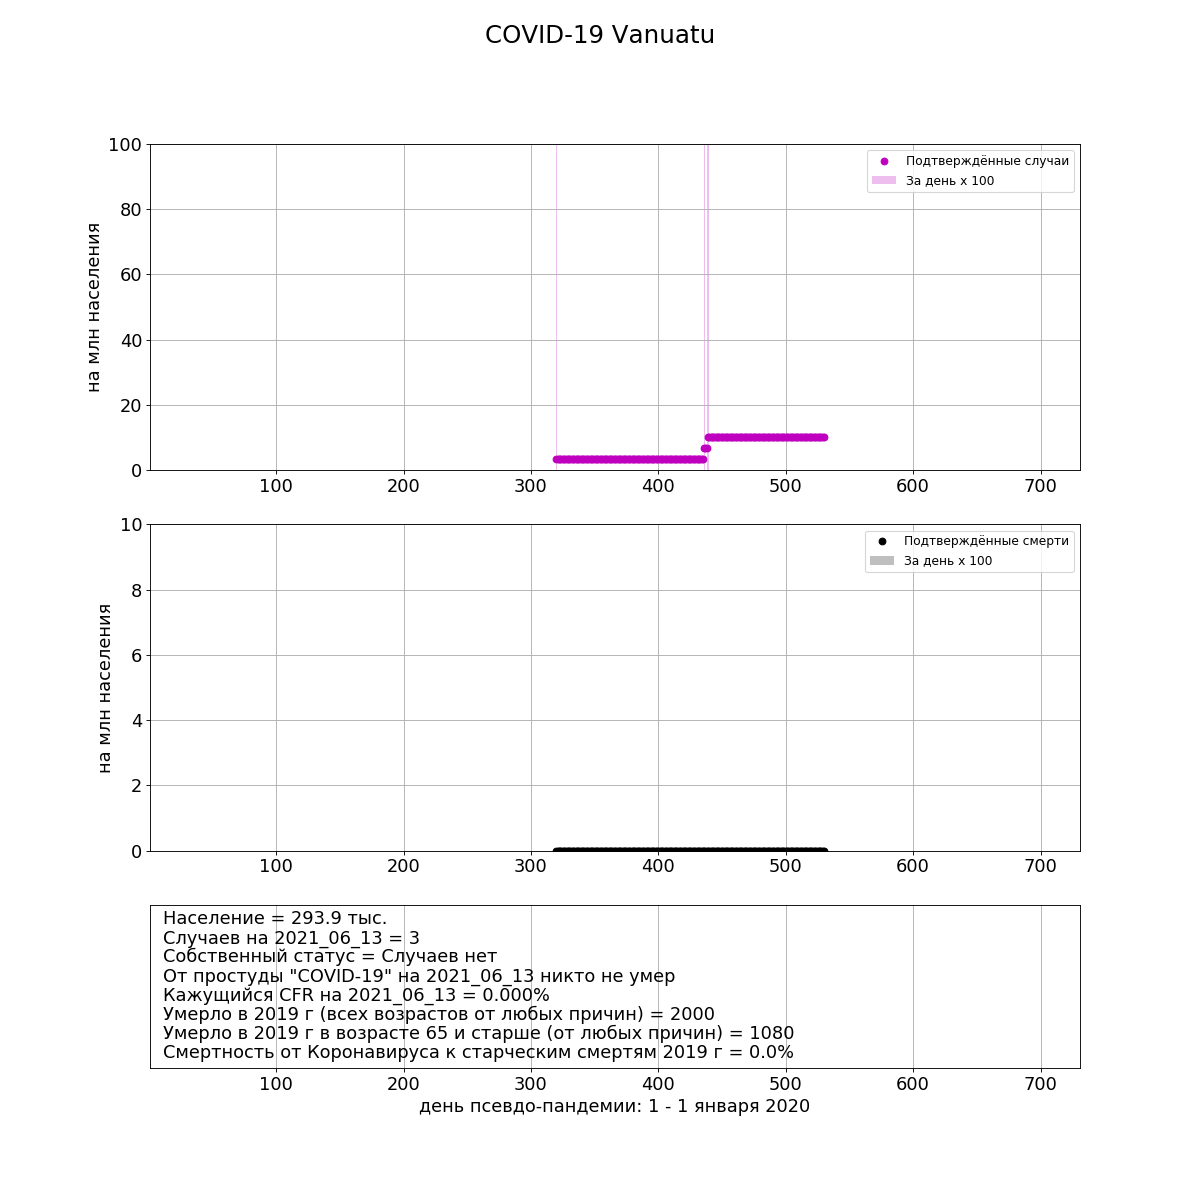 COVID-19 Vanuatu
100
80
60
40
20
0
на млн населения
Подтверждённые случаи
За день x 100
100 200 300 400 500 600 700
10
8
6
4
2
0
на млн населения
Подтверждённые смерти
За день x 100
100 200 300 400 500 600 700
Население = 293.9 тыс.
Случаев на 2021_06_13 = 3
Собственный статус = Случаев нет
От простуды "COVID-19" на 2021_06_13 никто не умер
Кажущийся CFR на 2021_06_13 = 0.000%
Умерло в 2019 г (всех возрастов от любых причин) = 2000
Умерло в 2019 г в возрасте 65 и старше (от любых причин) = 1080
Смертность от Коронавируса к старческим смертям 2019 г = 0.0%
100 200 300 400 500 600 700
день псевдо-пандемии: 1 - 1 января 2020